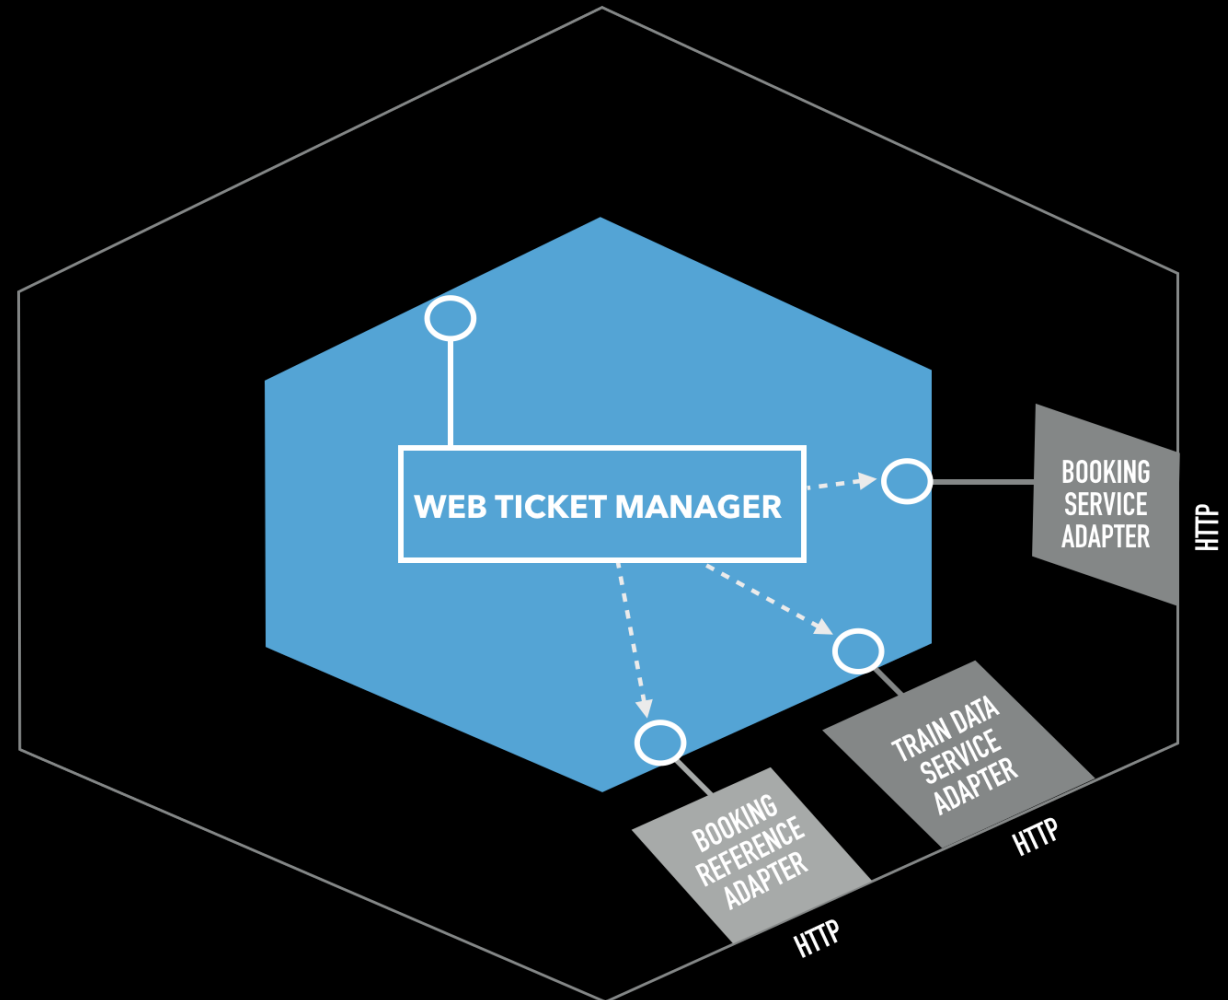 WEB TICKET MANAGER
BOOKING
SERVICE
ADAPTER
HTTP
TRAIN DATA
SERVICE
ADAPTER
HTTP
BOOKING
REFERENCE
ADAPTER
HTTP